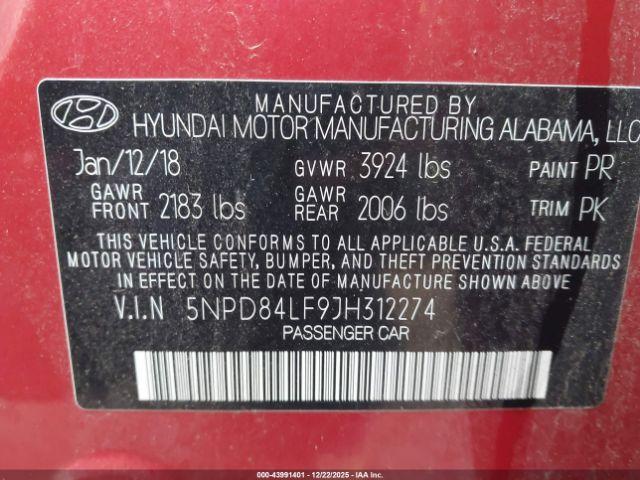 MANUFACTURED BY
HYUNDAI MOTOR MANUFACTURING ALABAMA, LLC
Jan/12/18 GVWR 3924 lbs PAINT PR
GAWR FRONT 2183 lbs GAWR REAR 2006 lbs TRIM PK
THIS VEHICLE CONFORMS TO ALL APPLICABLE U.S.A. FEDERAL
MOTOR VEHICLE SAFETY, BUMPER, AND THEFT PREVENTION STANDARDS
IN EFFECT ON THE DATE OF MANUFACTURE SHOWN ABOVE
V.I.N 5NPD84LF9JH312274
PASSENGER CAR
000-43991401 - 12/22/2025 - IAAI.COM